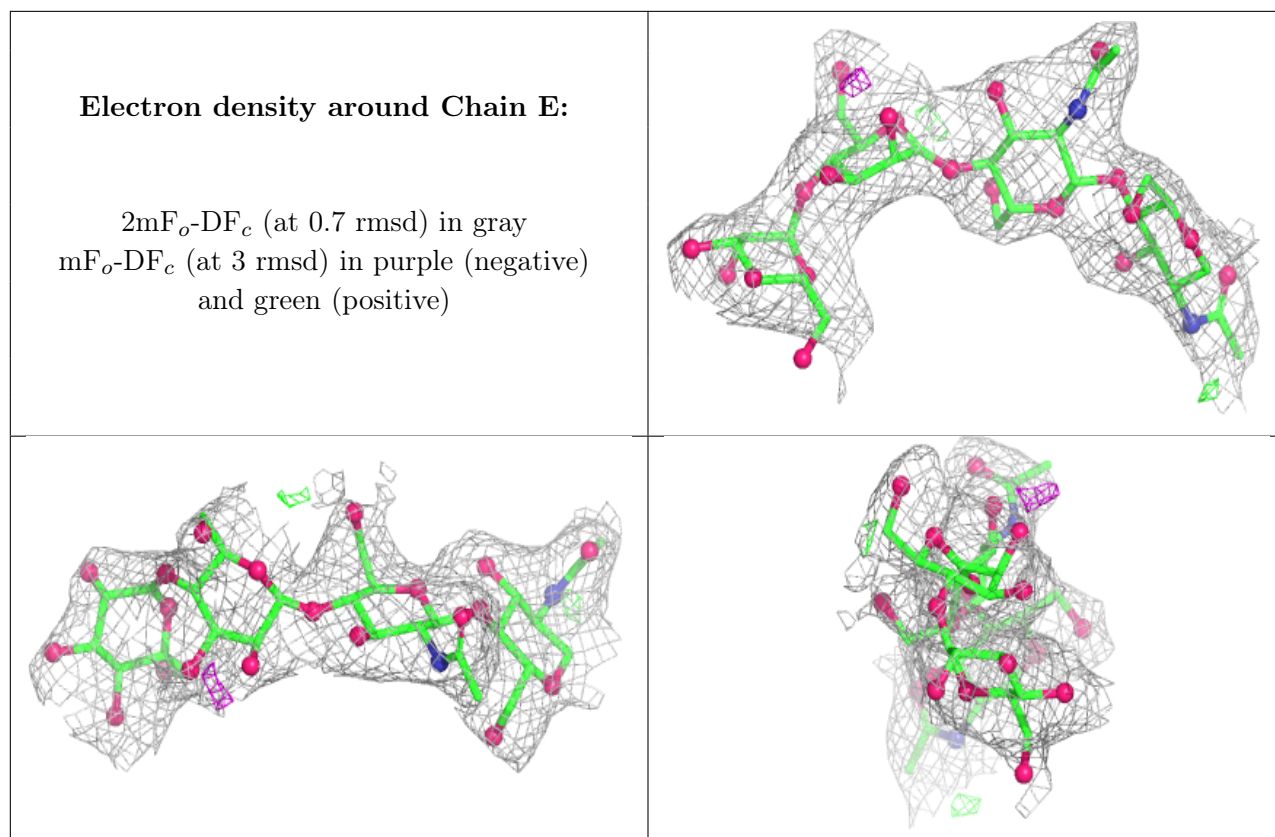 Electron density around Chain E:
2mFₒ-DF𝒸 (at 0.7 rmsd) in gray
mFₒ-DF𝒸 (at 3 rmsd) in purple (negative)
and green (positive)